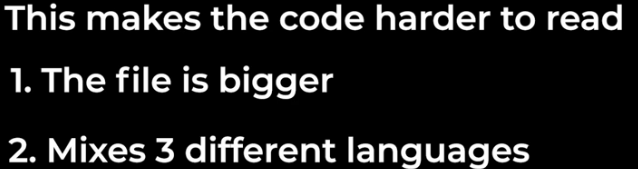 This makes the code harder to read
1. The file is bigger
2. Mixes 3 different languages